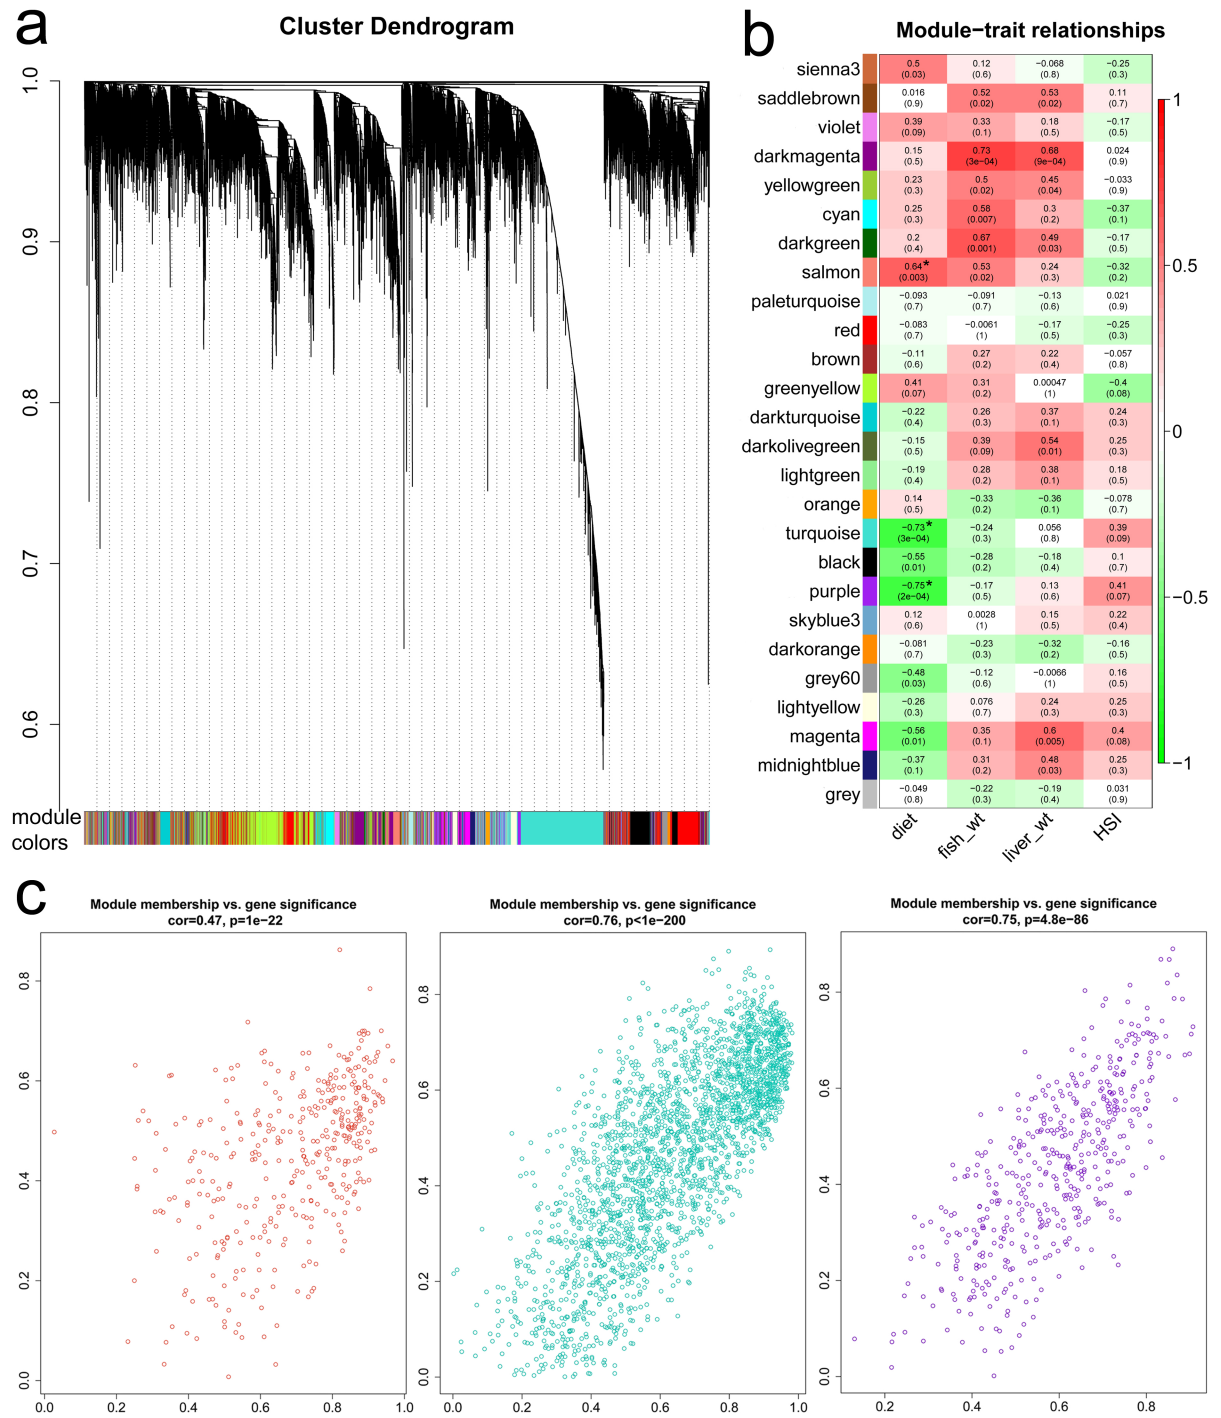 a
Cluster Dendrogram
1.0
0.9
0.8
0.7
0.6
module
colors
b
Module−trait relationships
sienna3 0.5 (0.03) 0.12 (0.6) −0.068 (0.8) −0.25 (0.3)
saddlebrown 0.016 (0.9) 0.52 (0.02) 0.53 (0.02) 0.11 (0.7)
violet 0.39 (0.09) 0.33 (0.1) 0.18 (0.5) −0.17 (0.5)
darkmagenta 0.15 (0.5) 0.73 (3e−04) 0.68 (9e−04) 0.024 (0.9)
yellowgreen 0.23 (0.3) 0.5 (0.02) 0.45 (0.04) −0.033 (0.9)
cyan 0.25 (0.3) 0.58 (0.007) 0.3 (0.2) −0.37 (0.1)
darkgreen 0.2 (0.4) 0.67 (0.001) 0.49 (0.03) −0.17 (0.5)
salmon 0.64* (0.003) 0.53 (0.02) 0.24 (0.3) −0.32 (0.2)
paleturquoise −0.093 (0.7) −0.091 (0.7) −0.13 (0.6) 0.021 (0.9)
red −0.083 (0.7) −0.0061 (1) −0.17 (0.5) −0.25 (0.3)
brown −0.11 (0.6) 0.27 (0.2) 0.22 (0.4) −0.057 (0.8)
greenyellow 0.41 (0.07) 0.31 (0.2) 0.00047 (1) −0.4 (0.08)
darkturquoise −0.22 (0.4) 0.26 (0.3) 0.37 (0.1) 0.24 (0.3)
darkolivegreen −0.15 (0.5) 0.39 (0.09) 0.54 (0.01) 0.25 (0.3)
lightgreen −0.19 (0.4) 0.28 (0.2) 0.38 (0.1) 0.18 (0.5)
orange 0.14 (0.5) −0.33 (0.2) −0.36 (0.1) −0.078 (0.7)
turquoise −0.73* (3e−04) −0.24 (0.3) 0.056 (0.8) 0.39 (0.09)
black −0.55 (0.01) −0.28 (0.2) −0.18 (0.4) 0.1 (0.7)
purple −0.75* (2e−04) −0.17 (0.5) 0.13 (0.6) 0.41 (0.07)
skyblue3 0.12 (0.6) 0.0028 (1) 0.15 (0.5) 0.22 (0.4)
darkorange −0.081 (0.7) −0.23 (0.3) −0.32 (0.2) −0.16 (0.5)
grey60 −0.48 (0.03) −0.12 (0.6) −0.0066 (1) 0.16 (0.5)
lightyellow −0.26 (0.3) 0.076 (0.7) 0.24 (0.3) 0.25 (0.3)
magenta −0.56 (0.01) 0.35 (0.1) 0.6 (0.005) 0.4 (0.08)
midnightblue −0.37 (0.1) 0.31 (0.2) 0.48 (0.03) 0.25 (0.3)
grey −0.049 (0.8) −0.22 (0.3) −0.19 (0.4) 0.031 (0.9)
diet fish_wt liver_wt HSI
1
0.5
0
−0.5
−1
c
Module membership vs. gene significance
cor=0.47, p=1e−22
0.8
0.6
0.4
0.2
0.0
0.0 0.2 0.4 0.6 0.8 1.0
Module membership vs. gene significance
cor=0.76, p<1e−200
0.8
0.6
0.4
0.2
0.0
0.0 0.2 0.4 0.6 0.8 1.0
Module membership vs. gene significance
cor=0.75, p=4.8e−86
0.8
0.6
0.4
0.2
0.0
0.2 0.4 0.6 0.8